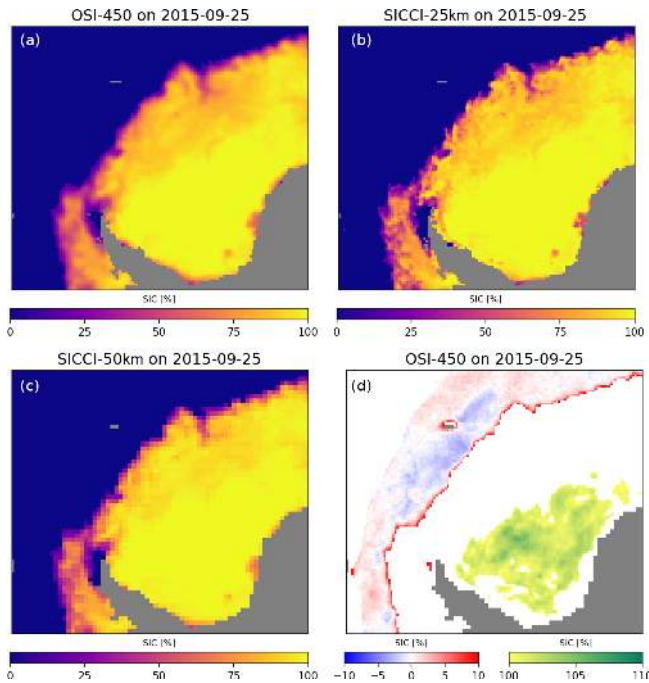 OSI-450 on 2015-09-25
(a)
SIC [%]
0 25 50 75 100
SICCI-25km on 2015-09-25
(b)
SIC [%]
0 25 50 75 100
SICCI-50km on 2015-09-25
(c)
SIC [%]
0 25 50 75 100
OSI-450 on 2015-09-25
(d)
SIC [%]
−10 −5 0 5 10
SIC [%]
100 105 110